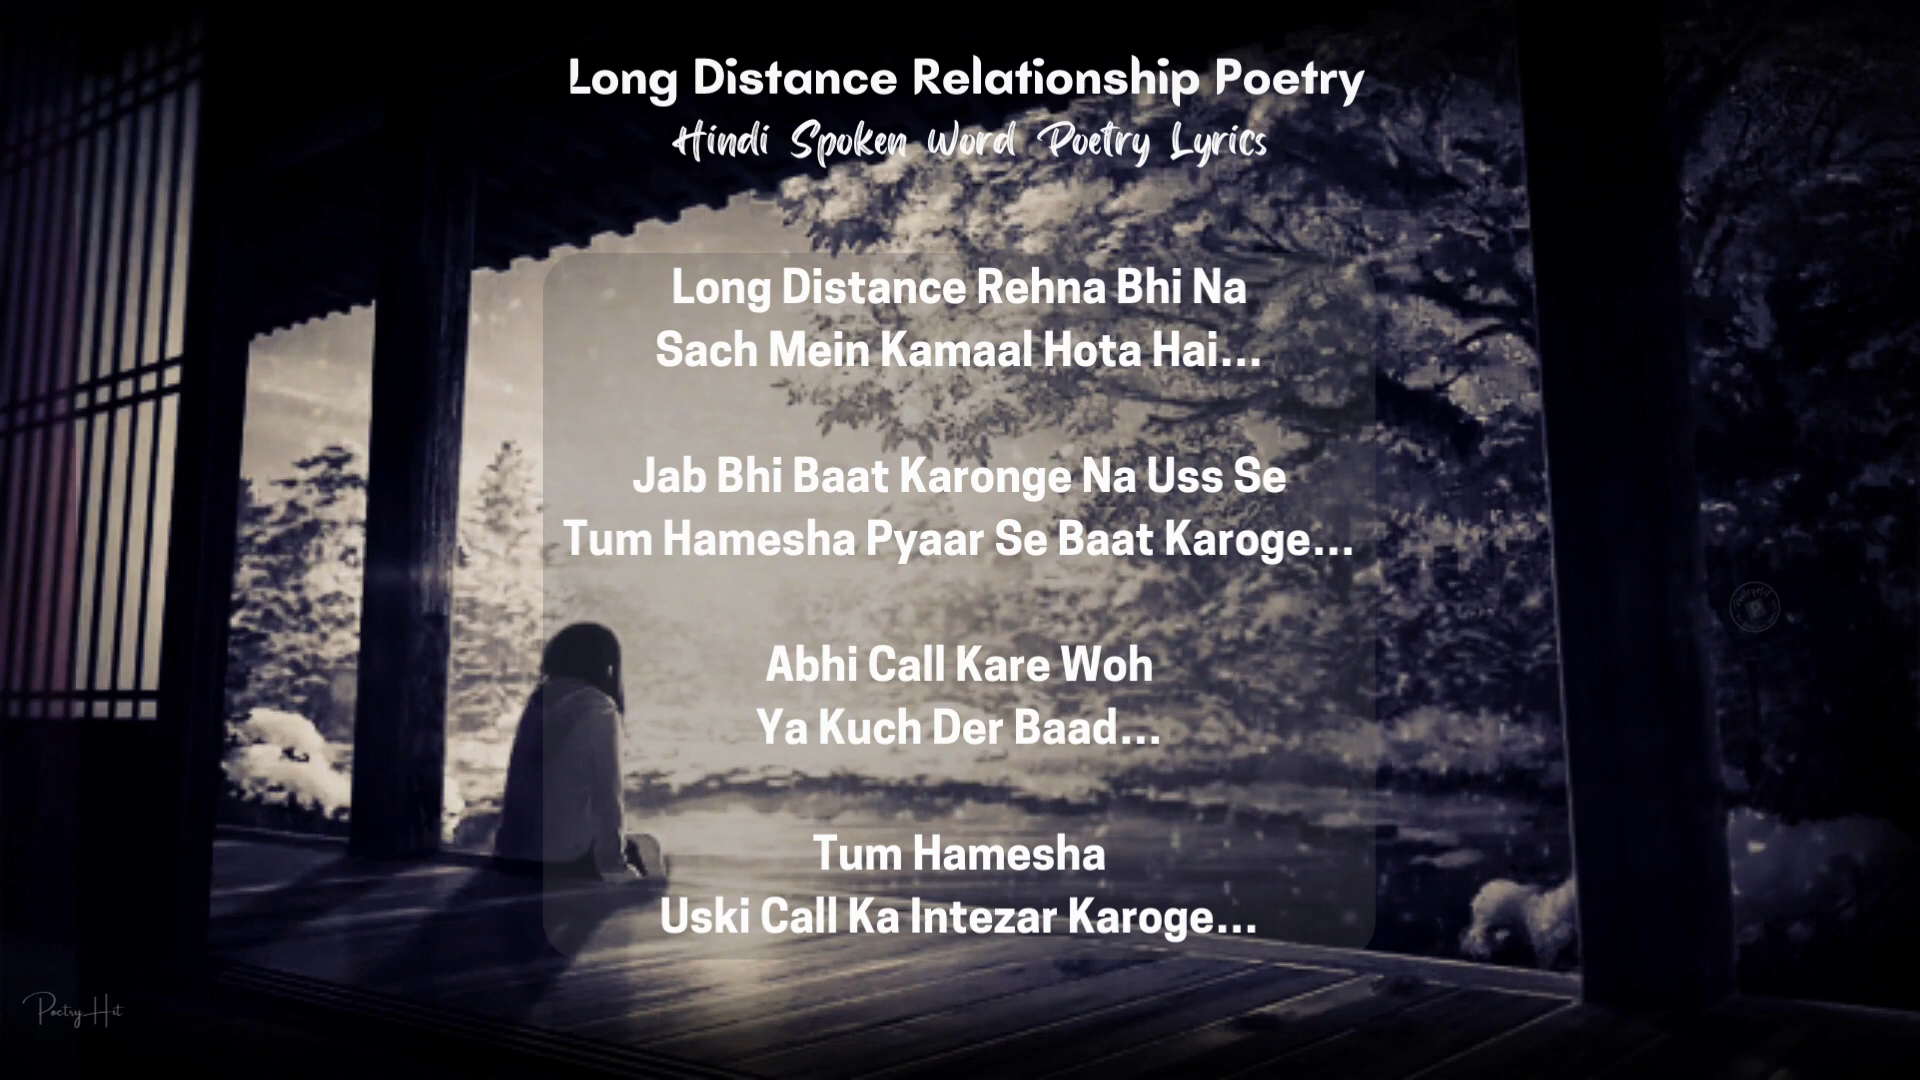 Long Distance Relationship Poetry
Hindi Spoken Word Poetry Lyrics
Long Distance Rehna Bhi Na
Sach Mein Kamaal Hota Hai...
Jab Bhi Baat Karonge Na Uss Se
Tum Hamesha Pyaar Se Baat Karoge...
Abhi Call Kare Woh
Ya Kuch Der Baad...
Tum Hamesha
Uski Call Ka Intezar Karoge...
PoetryHit